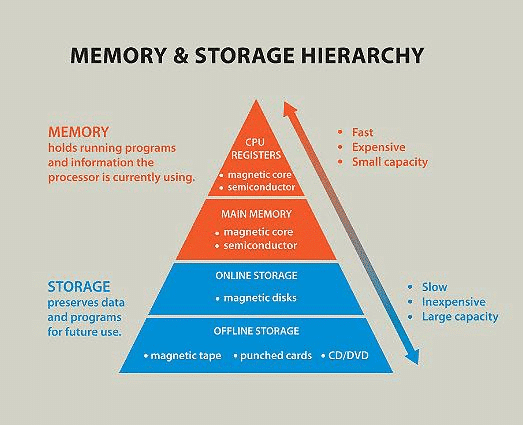 MEMORY & STORAGE HIERARCHY
MEMORY
holds running programs
and information the
processor is currently using.
CPU
REGISTERS
• magnetic core
• semiconductor
• Fast
• Expensive
• Small capacity
MAIN MEMORY
• magnetic core
• semiconductor
STORAGE
preserves data
and programs
for future use.
ONLINE STORAGE
• magnetic disks
OFFLINE STORAGE
• magnetic tape • punched cards • CD/DVD
• Slow
• Inexpensive
• Large capacity